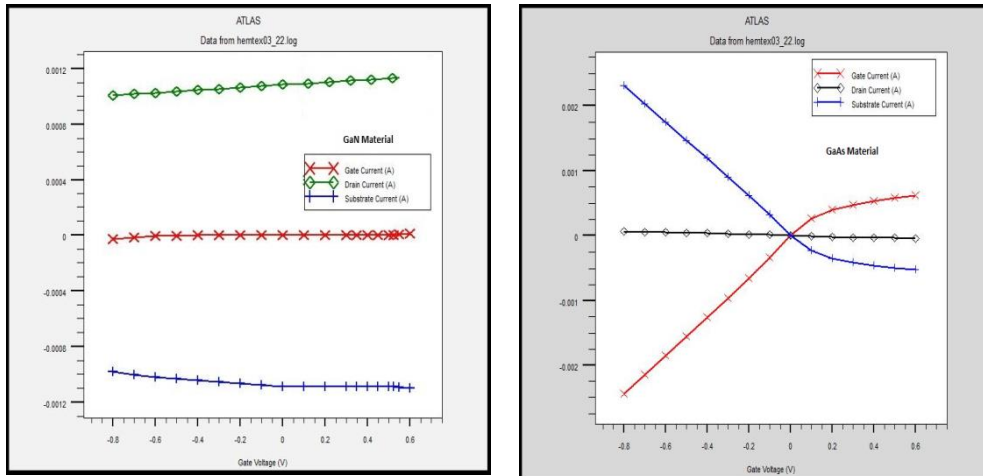 ATLAS
Data from hemtex03_22.log
0.0012
0.0008
0.0004
0
-0.0004
-0.0008
-0.0012
GaN Material
Gate Current (A)
Drain Current (A)
Substrate Current (A)
-0.8 -0.6 -0.4 -0.2 0 0.2 0.4 0.6
Gate Voltage (V)
ATLAS
Data from hemtex03_22.log
0.002
0.001
0
-0.001
-0.002
Gate Current (A)
Drain Current (A)
Substrate Current (A)
GaAs Material
-0.8 -0.6 -0.4 -0.2 0 0.2 0.4 0.6
Gate Voltage (V)